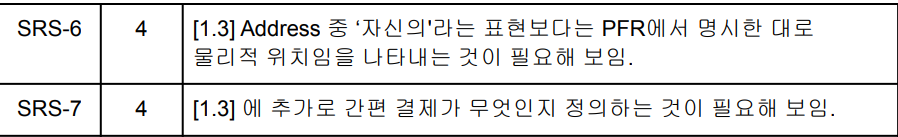 SRS-6 4 [1.3] Address 중 ‘자신의'라는 표현보다는 PFR에서 명시한 대로
물리적 위치임을 나타내는 것이 필요해 보임.
SRS-7 4 [1.3] 에 추가로 간편 결제가 무엇인지 정의하는 것이 필요해 보임.